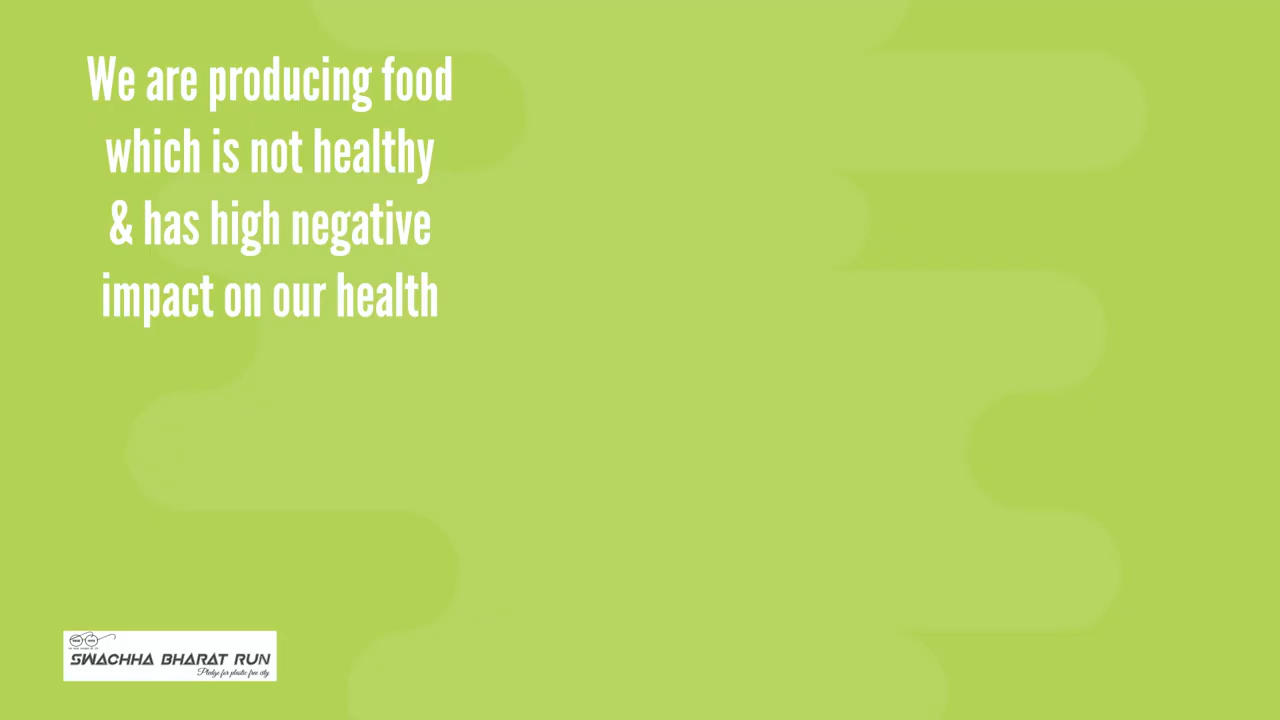 We are producing food
which is not healthy
& has high negative
impact on our health
SWACHHA BHARAT RUN
Pledge for plastic free city